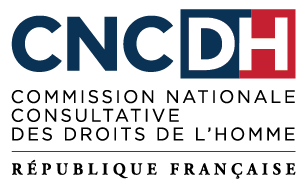 CNCDH
COMMISSION NATIONALE
CONSULTATIVE
DES DROITS DE L'HOMME
RÉPUBLIQUE FRANÇAISE